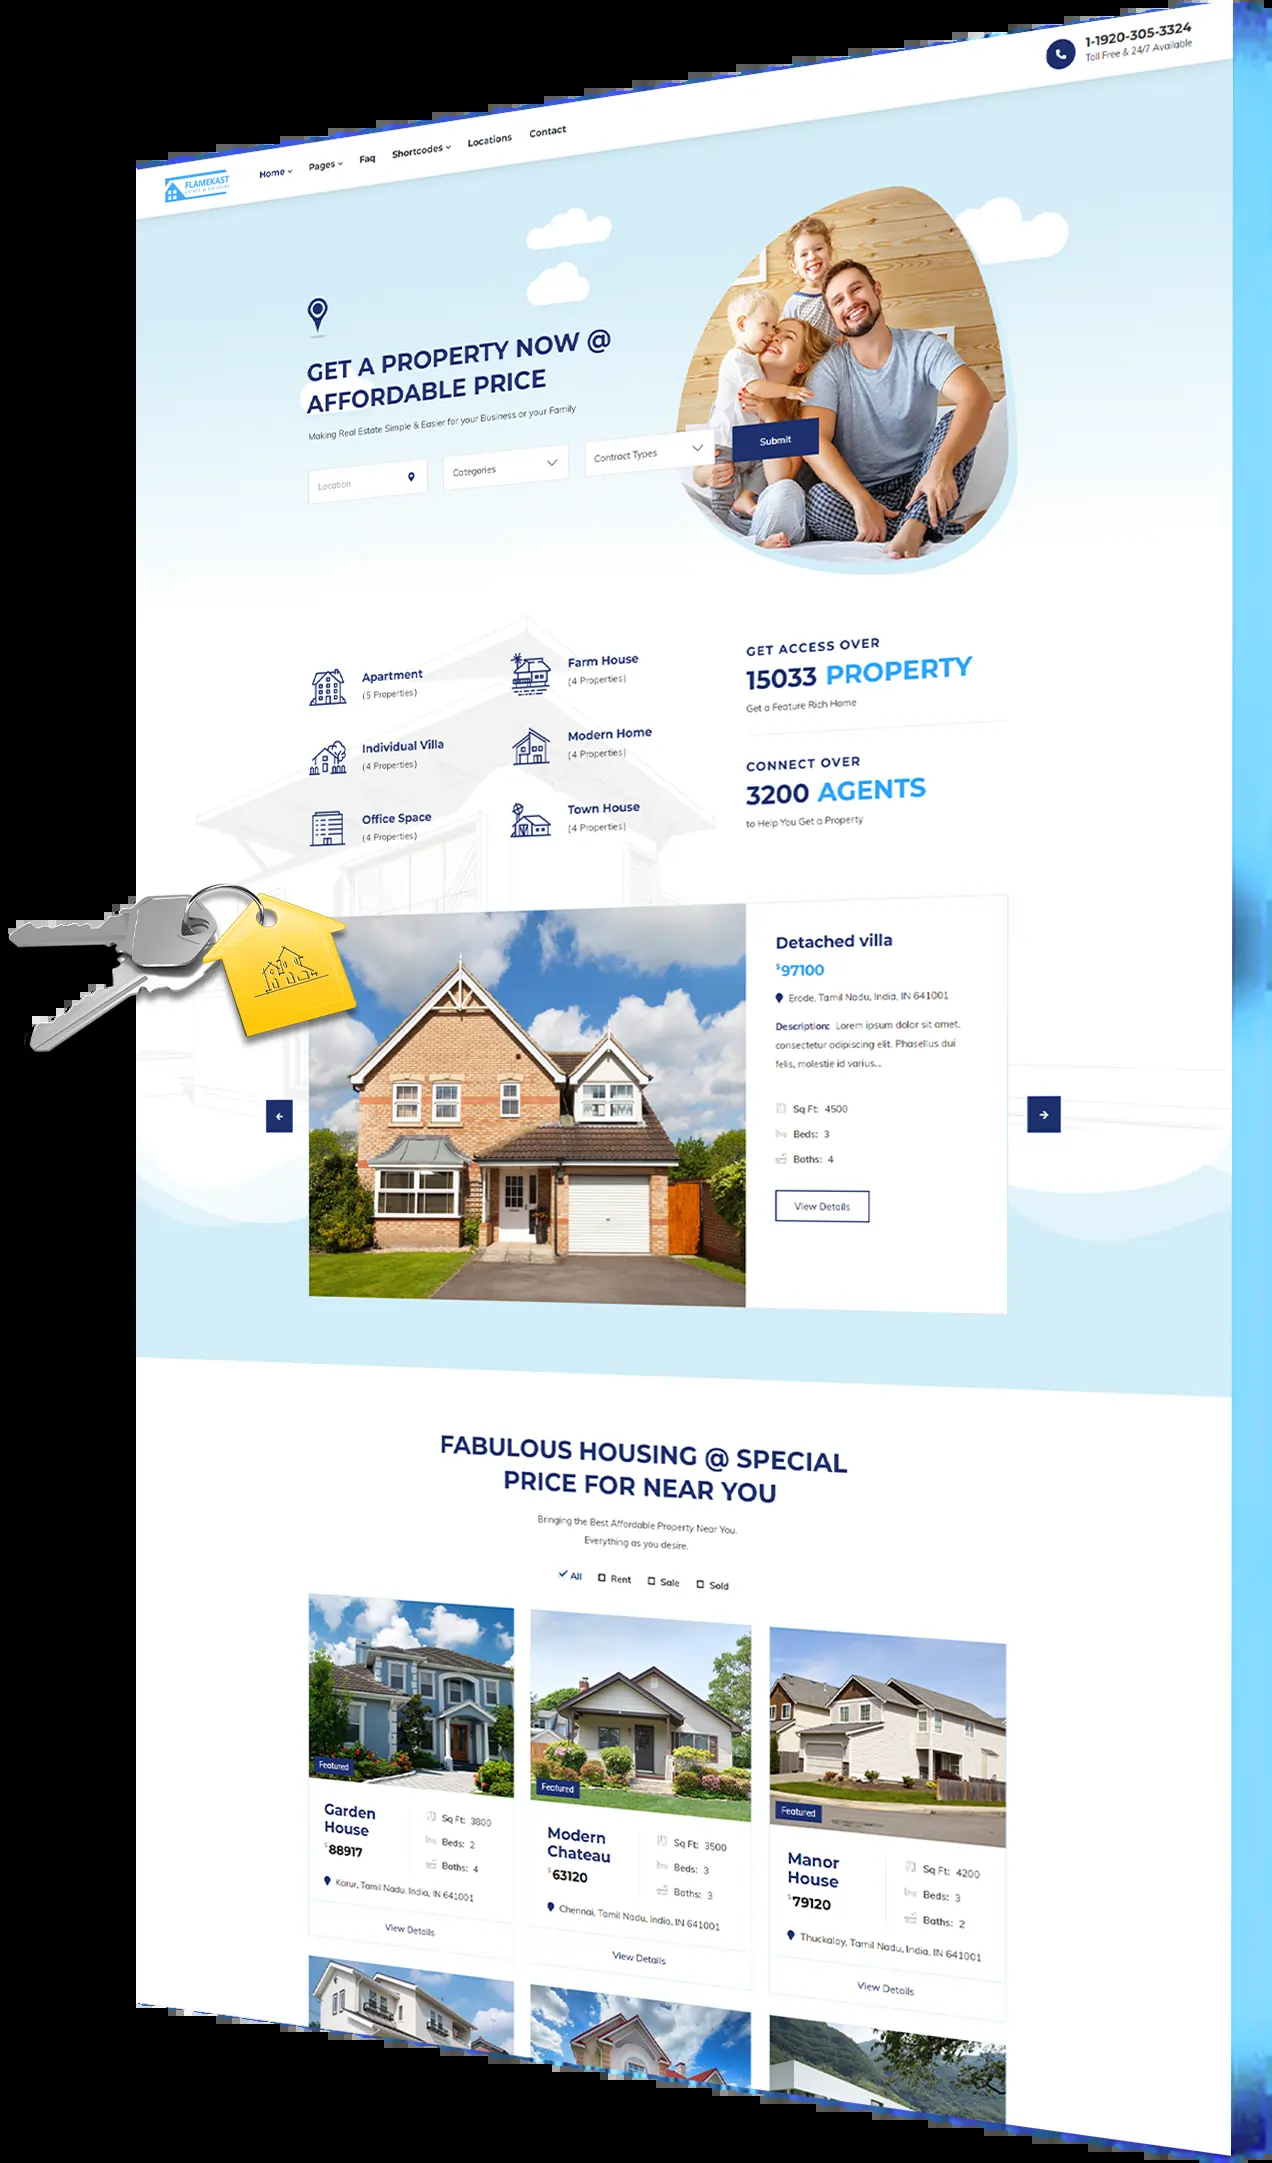 1-1920-305-3324
Toll Free & 24/7 Available
FLAMEKAST
Home
Pages
Faq
Shortcodes
Locations
Contact
GET A PROPERTY NOW @
AFFORDABLE PRICE
Making Real Estate Simple & Easier for your Business or your Family
Location
Categories
Contract Types
Submit
Apartment
(5 Properties)
Farm House
(4 Properties)
Individual Villa
(4 Properties)
Modern Home
(4 Properties)
Office Space
(4 Properties)
Town House
(4 Properties)
GET ACCESS OVER
15033 PROPERTY
Get a Feature Rich Home
CONNECT OVER
3200 AGENTS
to Help You Get a Property
Detached villa
$97100
Erode, Tamil Nadu, India, IN 641001
Description: Lorem ipsum dolor sit amet,
consectetur adipiscing elit. Phasellus dui
felis, molestie id varius...
Sq Ft: 4500
Beds: 3
Baths: 4
View Details
FABULOUS HOUSING @ SPECIAL
PRICE FOR NEAR YOU
Bringing the Best Affordable Property Near You.
Everything as you desire.
All
Rent
Sale
Sold
Featured
Garden
House
$88917
Sq Ft: 3800
Beds: 2
Baths: 4
Karur, Tamil Nadu, India, IN 641001
View Details
Featured
Modern
Chateau
$63120
Sq Ft: 3500
Beds: 3
Baths: 3
Chennai, Tamil Nadu, India, IN 641001
View Details
Featured
Manor
House
$79120
Sq Ft: 4200
Beds: 3
Baths: 2
Thuckalay, Tamil Nadu, India, IN 641001
View Details